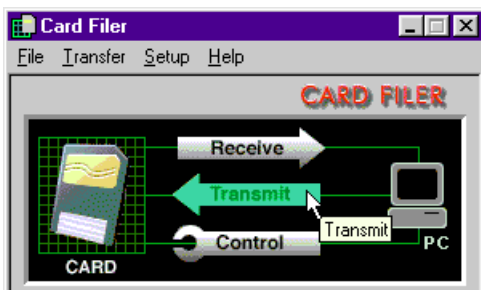 Card Filer
File Transfer Setup Help
CARD FILER
Receive
Transmit
Transmit
Control
PC
CARD